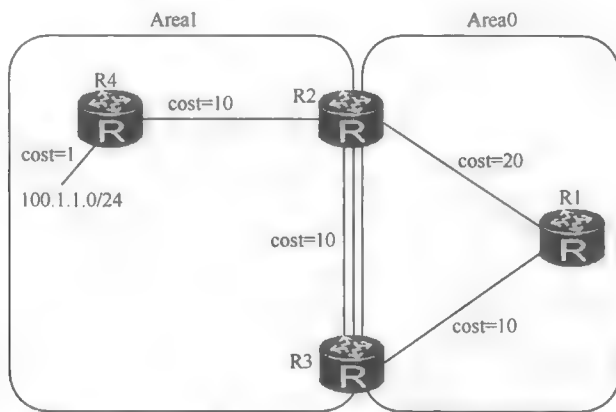 Area1
Area0
R4
cost=10
R2
cost=1
100.1.1.0/24
cost=20
R1
cost=10
cost=10
R3
R
R
R
R